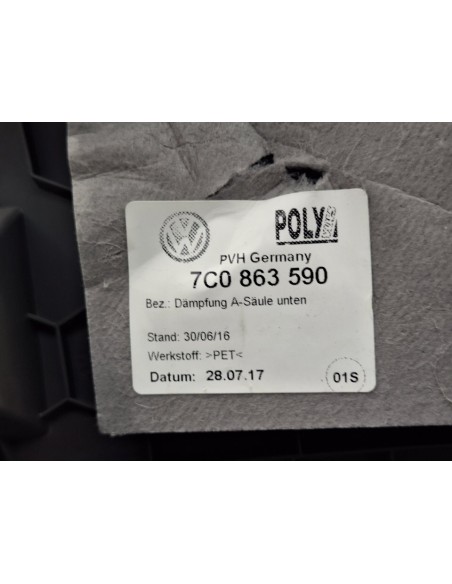 POLY
PVH Germany
7C0 863 590
Bez.: Dämpfung A-Säule unten
Stand: 30/06/16
Werkstoff: >PET<
Datum: 28.07.17
01S